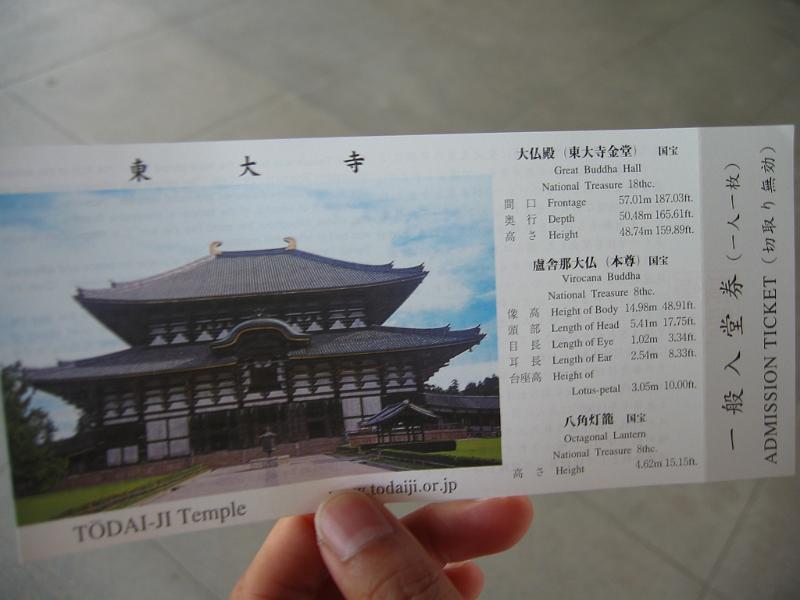 東大寺
TŌDAI-JI Temple
www.todaiji.or.jp
大仏殿（東大寺金堂） 国宝
Great Buddha Hall
National Treasure 18thc.
間口 Frontage 57.01m 187.03ft.
奥行 Depth 50.48m 165.61ft.
高さ Height 48.74m 159.89ft.
盧舎那大仏（本尊） 国宝
Virocana Buddha
National Treasure 8thc.
像高 Height of Body 14.98m 48.91ft.
頭部 Length of Head 5.41m 17.75ft.
目長 Length of Eye 1.02m 3.34ft.
耳長 Length of Ear 2.54m 8.33ft.
台座高 Height of
Lotus-petal 3.05m 10.00ft.
八角灯籠 国宝
Octagonal Lantern
National Treasure 8thc.
高さ Height 4.62m 15.15ft.
一般入堂券（一人一枚）
ADMISSION TICKET（切取り無効）